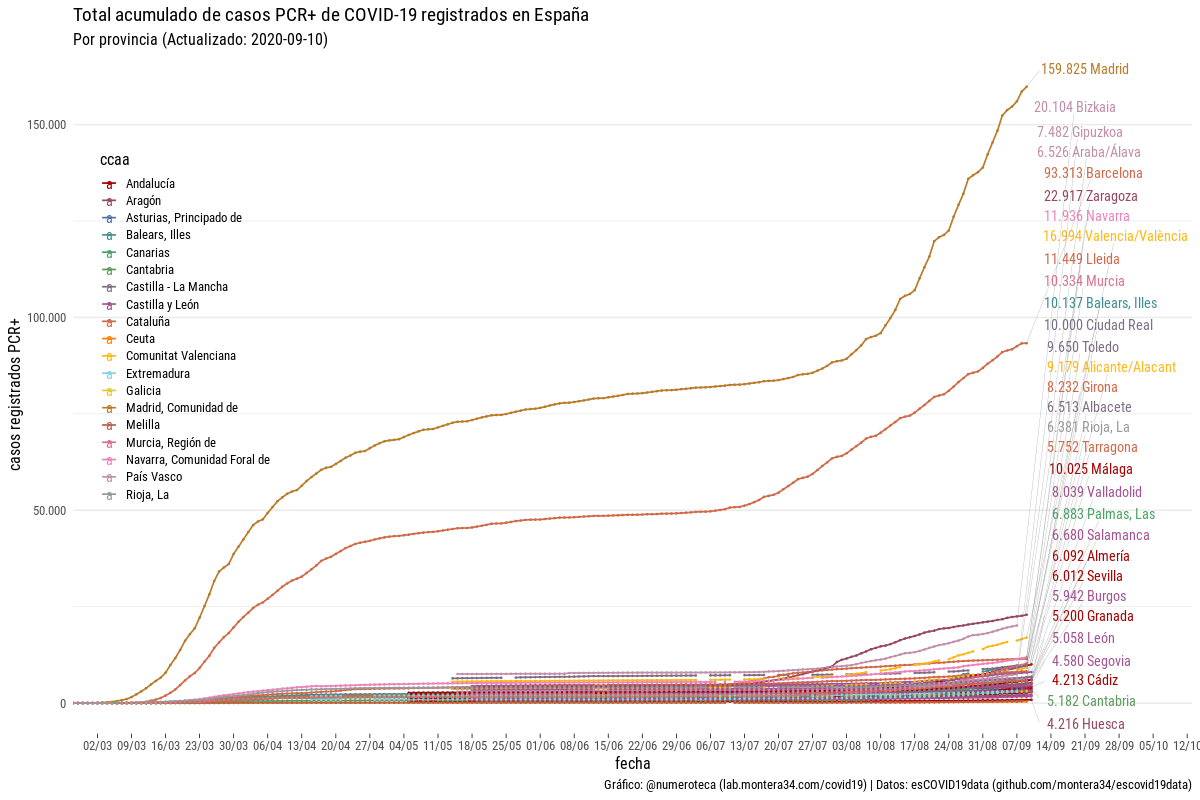 Total acumulado de casos PCR+ de COVID-19 registrados en España
Por provincia (Actualizado: 2020-09-10)
159.825 Madrid
20.104 Bizkaia
7.482 Gipuzkoa
6.526 Araba/Álava
93.313 Barcelona
22.917 Zaragoza
11.936 Navarra
16.994 Valencia/València
11.449 Lleida
10.334 Murcia
10.137 Balears, Illes
10.000 Ciudad Real
9.650 Toledo
9.179 Alicante/Alacant
8.232 Girona
6.513 Albacete
6.381 Rioja, La
5.752 Tarragona
10.025 Málaga
8.039 Valladolid
6.883 Palmas, Las
6.680 Salamanca
6.092 Almería
6.012 Sevilla
5.942 Burgos
5.200 Granada
5.058 León
4.580 Segovia
4.213 Cádiz
5.182 Cantabria
4.216 Huesca
150.000
100.000
50.000
0
casos registrados PCR+
ccaa
Andalucía
Aragón
Asturias, Principado de
Balears, Illes
Canarias
Cantabria
Castilla - La Mancha
Castilla y León
Cataluña
Ceuta
Comunitat Valenciana
Extremadura
Galicia
Madrid, Comunidad de
Melilla
Murcia, Región de
Navarra, Comunidad Foral de
País Vasco
Rioja, La
02/03 09/03 16/03 23/03 30/03 06/04 13/04 20/04 27/04 4/05 11/05 18/05 25/05 01/06 08/06 15/06 22/06 29/06 06/07 13/07 20/07 27/07 03/08 10/08 17/08 24/08 31/08 07/09 14/09 21/09 28/09 05/10 12/10
fecha
Gráfico: @numeroteca (lab.montera34.com/covid19) | Datos: esCOVID19data (github.com/montera34/escovid19data)